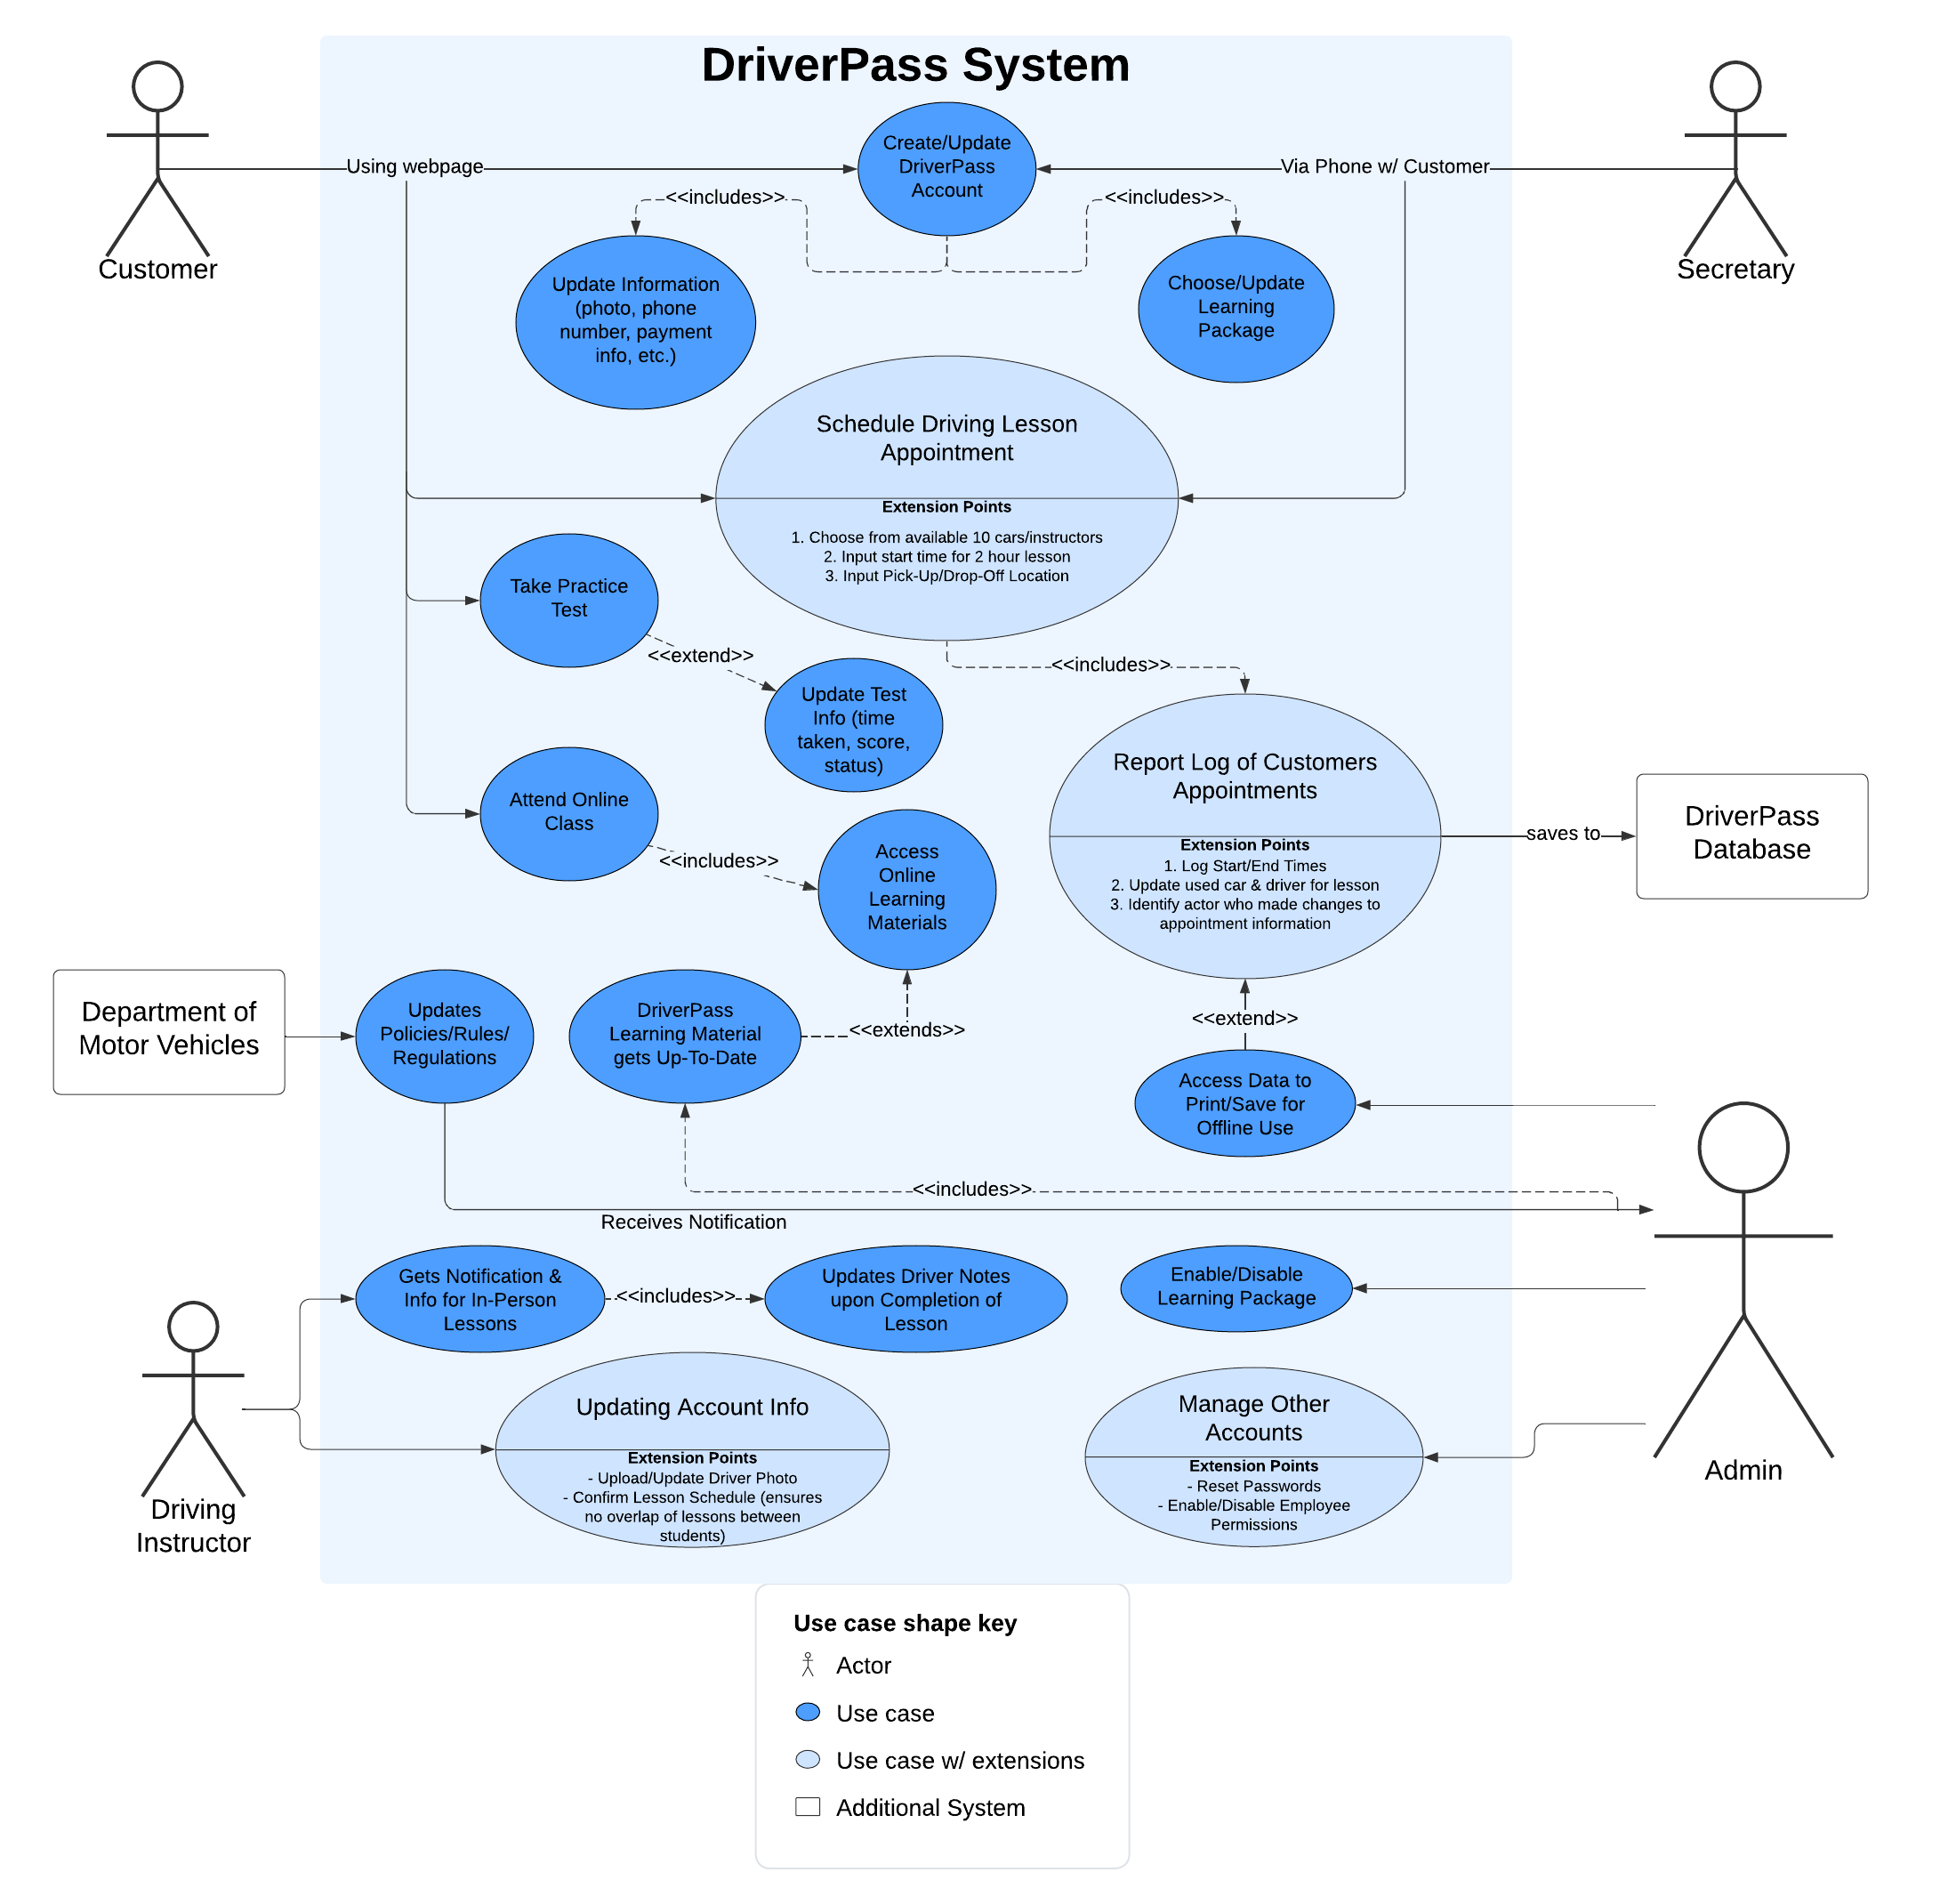 DriverPass System
Customer
Secretary
Using webpage
Via Phone w/ Customer
Create/Update
DriverPass
Account
<<includes>>
<<includes>>
Update Information
(photo, phone
number, payment
info, etc.)
Choose/Update
Learning
Package
Schedule Driving Lesson
Appointment
Extension Points
1. Choose from available 10 cars/instructors
2. Input start time for 2 hour lesson
3. Input Pick-Up/Drop-Off Location
Take Practice
Test
<<extend>>
Update Test
Info (time
taken, score,
status)
<<includes>>
Report Log of Customers
Appointments
Extension Points
1. Log Start/End Times
2. Update used car & driver for lesson
3. Identify actor who made changes to
appointment information
saves to
DriverPass
Database
Attend Online
Class
<<includes>>
Access
Online
Learning
Materials
Department of
Motor Vehicles
Updates
Policies/Rules/
Regulations
DriverPass
Learning Material
gets Up-To-Date
<<extends>>
<<extend>>
Access Data to
Print/Save for
Offline Use
<<includes>>
Receives Notification
Gets Notification &
Info for In-Person
Lessons
<<includes>>
Updates Driver Notes
upon Completion of
Lesson
Enable/Disable
Learning Package
Updating Account Info
Extension Points
- Upload/Update Driver Photo
- Confirm Lesson Schedule (ensures
no overlap of lessons between
students)
Manage Other
Accounts
Extension Points
- Reset Passwords
- Enable/Disable Employee
Permissions
Driving
Instructor
Admin
Use case shape key
Actor
Use case
Use case w/ extensions
Additional System